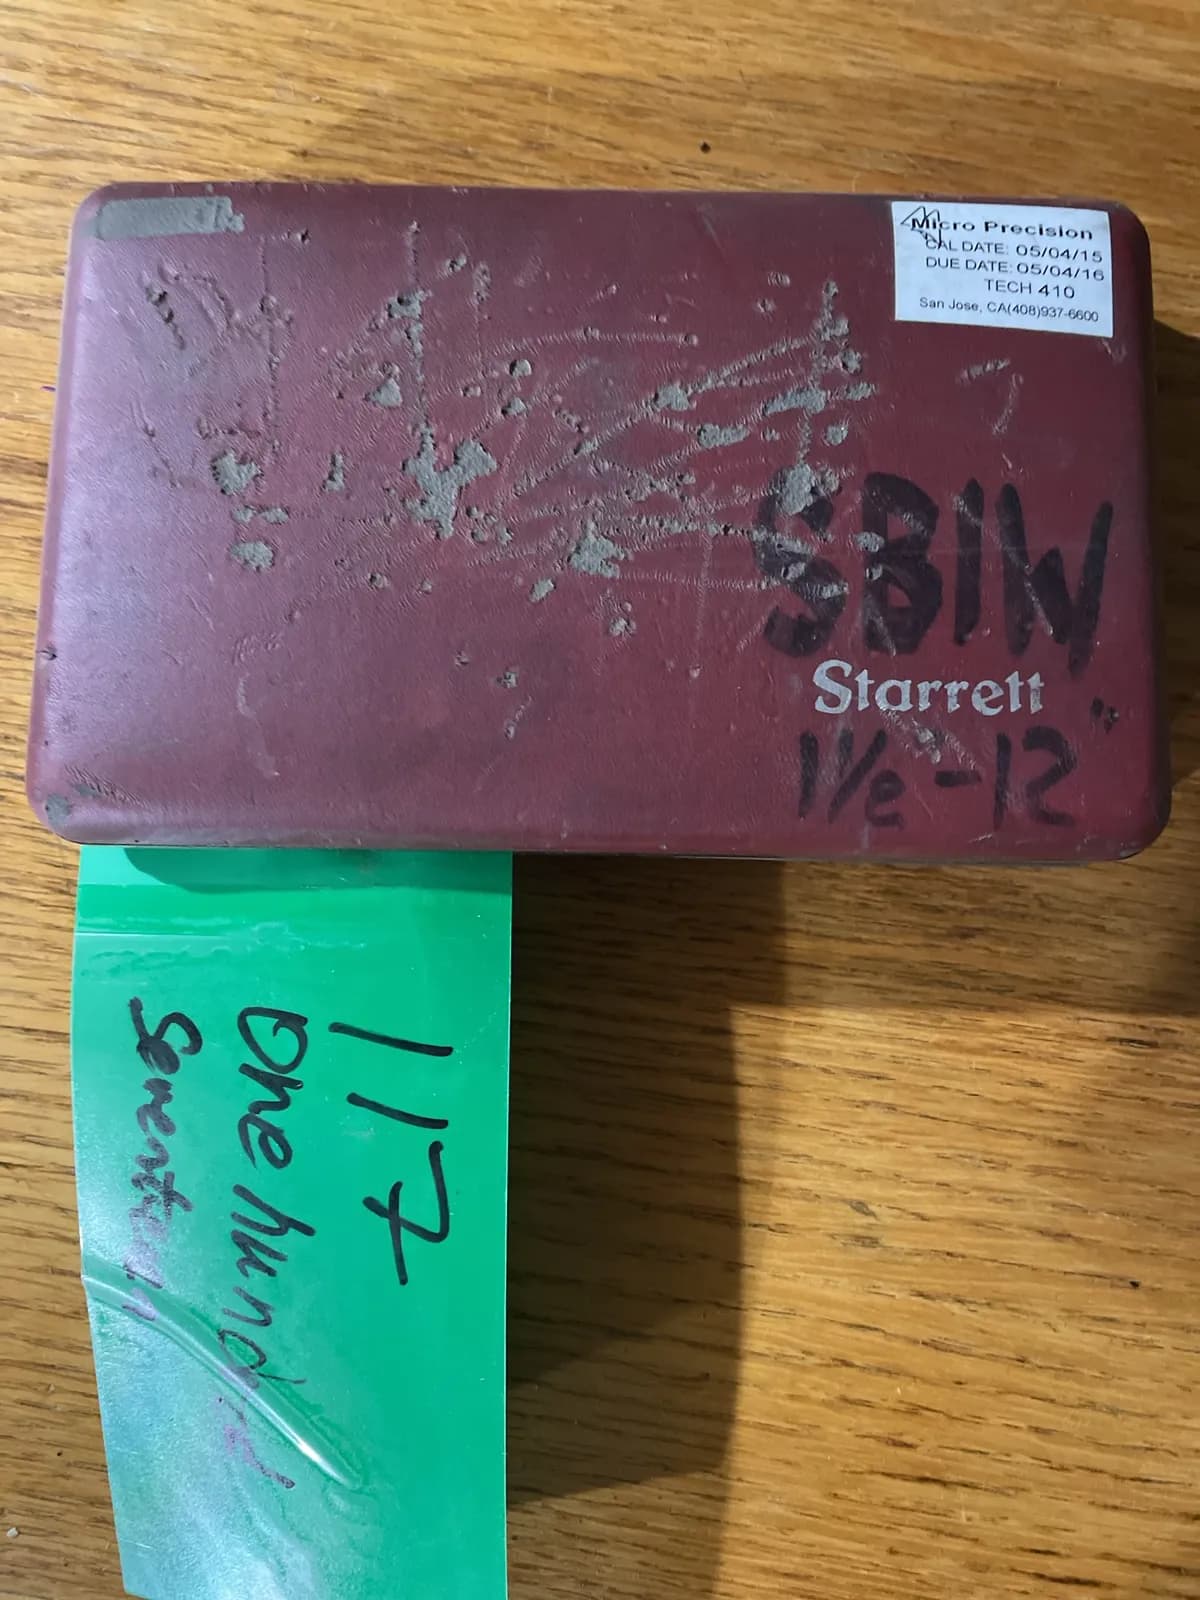 Micro Precision
CAL DATE: 05/04/15
DUE DATE: 05/04/16
TECH 410
San Jose, CA(408)937-6600
SBIW
Starrett
1½-12
117
One hundred
Seventeen